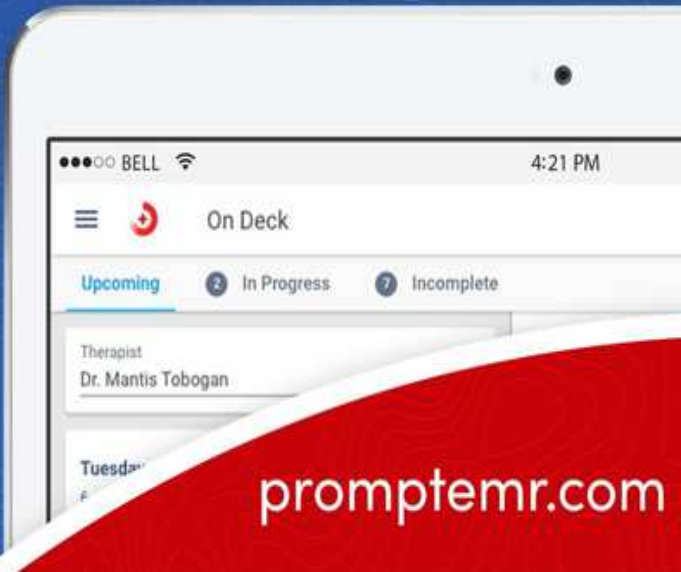 BELL 4:21 PM
On Deck
Upcoming 2 In Progress 7 Incomplete
Therapist
Dr. Mantis Tobogan
promptemr.com